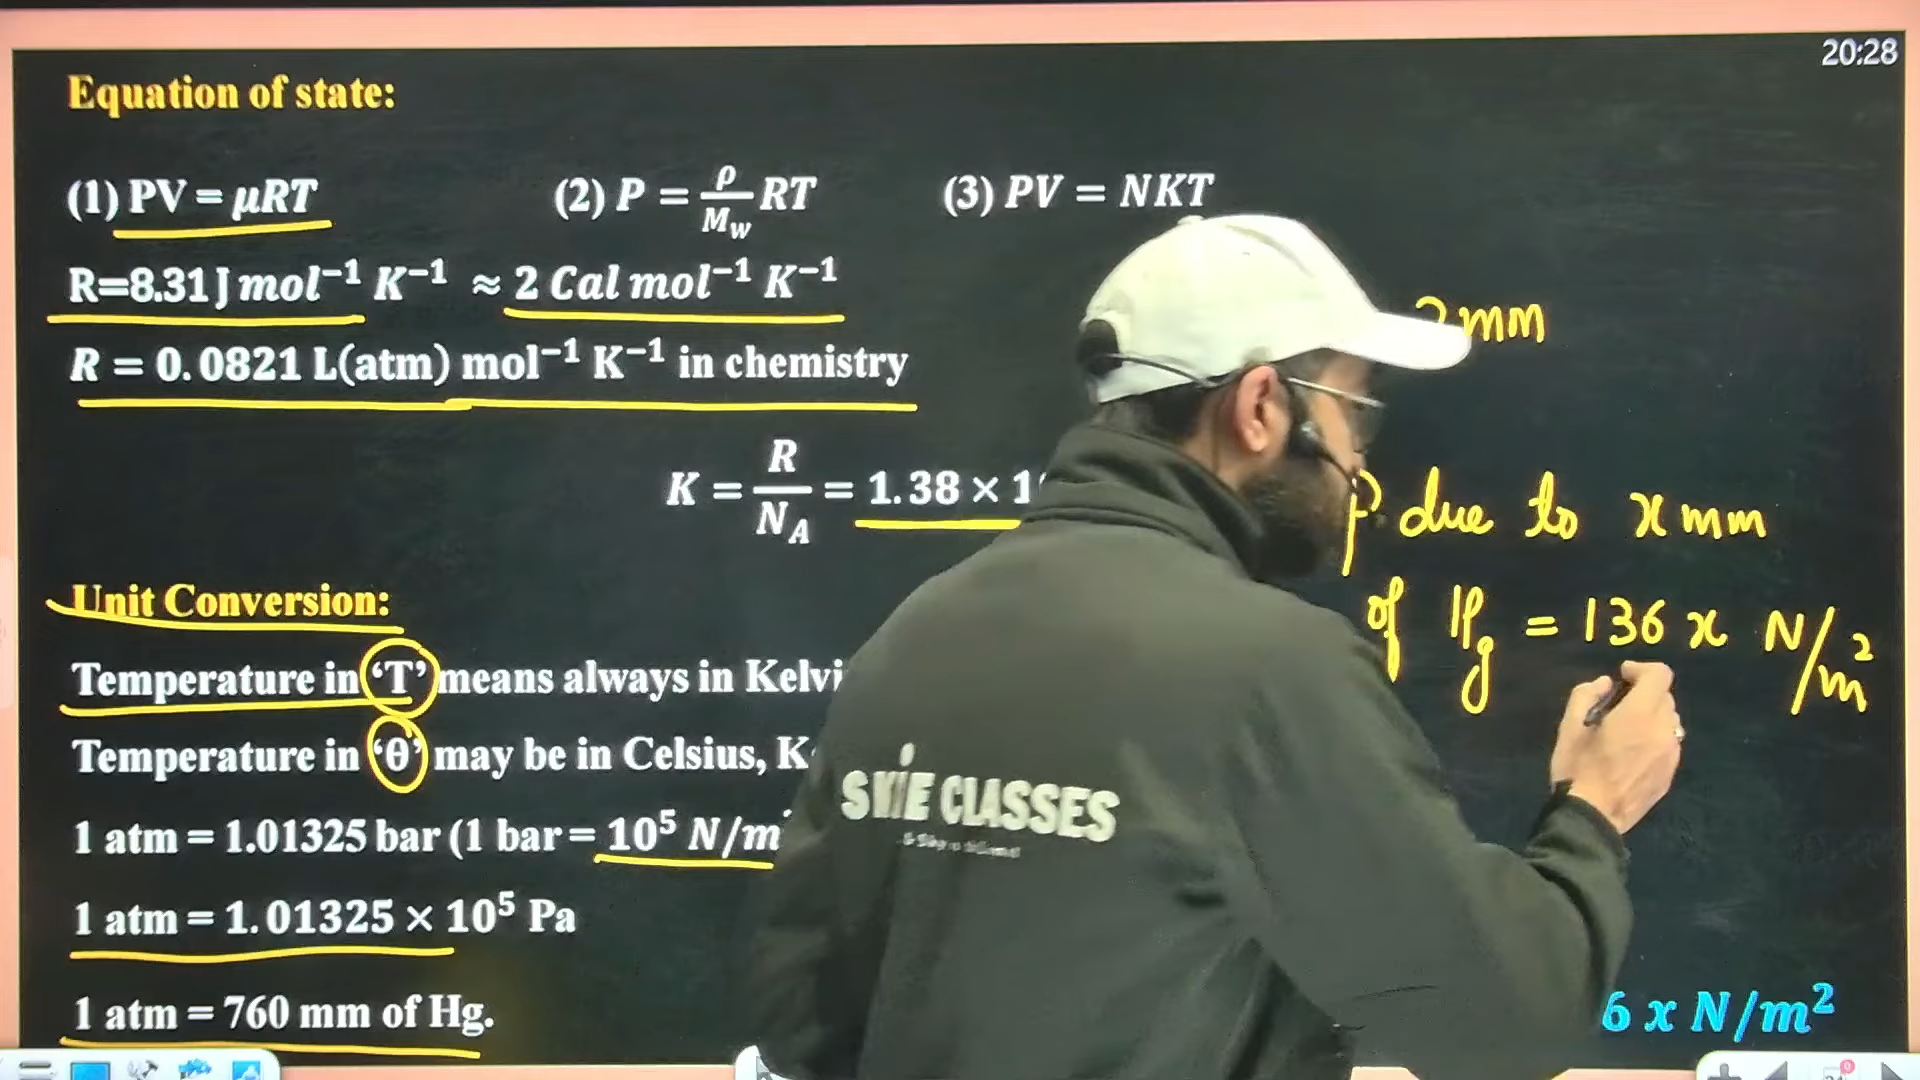 20:28
Equation of state:
(1) PV = μRT (2) P = ρ/M_w RT (3) PV = NKT
R=8.31J mol⁻¹ K⁻¹ ≈ 2 Cal mol⁻¹ K⁻¹
R = 0.0821 L(atm) mol⁻¹ K⁻¹ in chemistry
mm
K = R/N_A = 1.38 × 1
P due to x mm
of Hg = 136 x N/m²
Unit Conversion:
Temperature in ‘T’ means always in Kelvi
Temperature in ‘θ’ may be in Celsius, K
1 atm = 1.01325 bar (1 bar = 10⁵ N/m
1 atm = 1.01325 × 10⁵ Pa
1 atm = 760 mm of Hg.
6 x N/m²
CLASSES